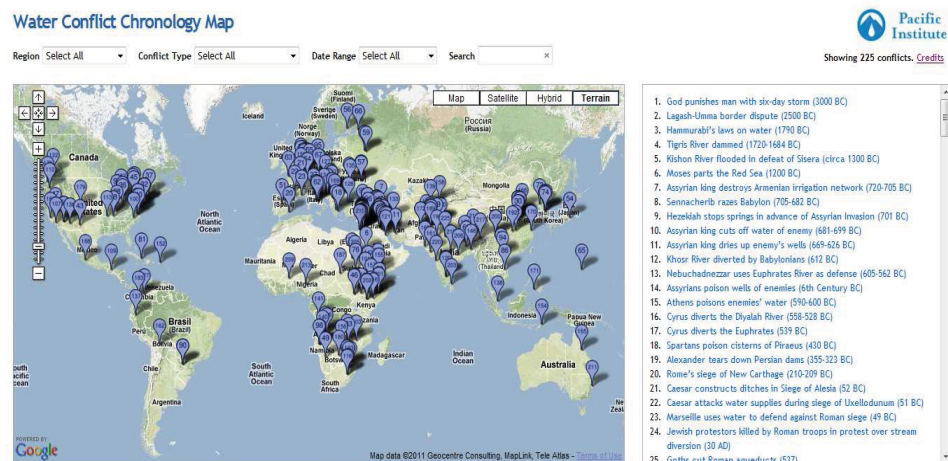 Water Conflict Chronology Map
Pacific
Institute
Region Select All Conflict Type Select All Date Range Select All Search
Showing 225 conflicts. Credits
Map Satellite Hybrid Terrain
Suomi
(Finland)
Sverige
(Sweden)
Norge
(Norway)
Iceland
Россия
(Russia)
United
Canada
Mongolia
North
Atlantic
Ocean
Algeria Libya
Mauritania
Chad
Nigeria
Kenya
Congo
Brasil
(Brazil)
Perú
Bolivia
Chile
Argentina
South
Atlantic
Ocean
Madagascar
South
Africa
Indian
Ocean
(Thailand)
Indonesia
Papua New
Guinea
Australia
POWERED BY
Google
Map data ©2011 Geocentre Consulting, MapLink, Tele Atlas - Terms of Use
1. God punishes man with six-day storm (3000 BC)
2. Lagash-Umma border dispute (2500 BC)
3. Hammurabi's laws on water (1790 BC)
4. Tigris River dammed (1720-1684 BC)
5. Kishon River flooded in defeat of Sisera (circa 1300 BC)
6. Moses parts the Red Sea (1200 BC)
7. Assyrian king destroys Armenian irrigation network (720-705 BC)
8. Sennacherib razes Babylon (705-682 BC)
9. Hezekiah stops springs in advance of Assyrian Invasion (701 BC)
10. Assyrian king cuts off water of enemy (681-699 BC)
11. Assyrian king dries up enemy's wells (669-626 BC)
12. Khosr River diverted by Babylonians (612 BC)
13. Nebuchadnezzar uses Euphrates River as defense (605-562 BC)
14. Assyrians poison wells of enemies (6th Century BC)
15. Athens poisons enemies' water (590-600 BC)
16. Cyrus diverts the Diyalah River (558-528 BC)
17. Cyrus diverts the Euphrates (539 BC)
18. Spartans poison cisterns of Piraeus (430 BC)
19. Alexander tears down Persian dams (355-323 BC)
20. Rome's siege of New Carthage (210-209 BC)
21. Caesar constructs ditches in Siege of Alesia (52 BC)
22. Caesar attacks water supplies during siege of Uxellodunum (51 BC)
23. Marseille uses water to defend against Roman siege (49 BC)
24. Jewish protestors killed by Roman troops in protest over stream
diversion (30 AD)
25. Goths cut Roman aqueducts (537)